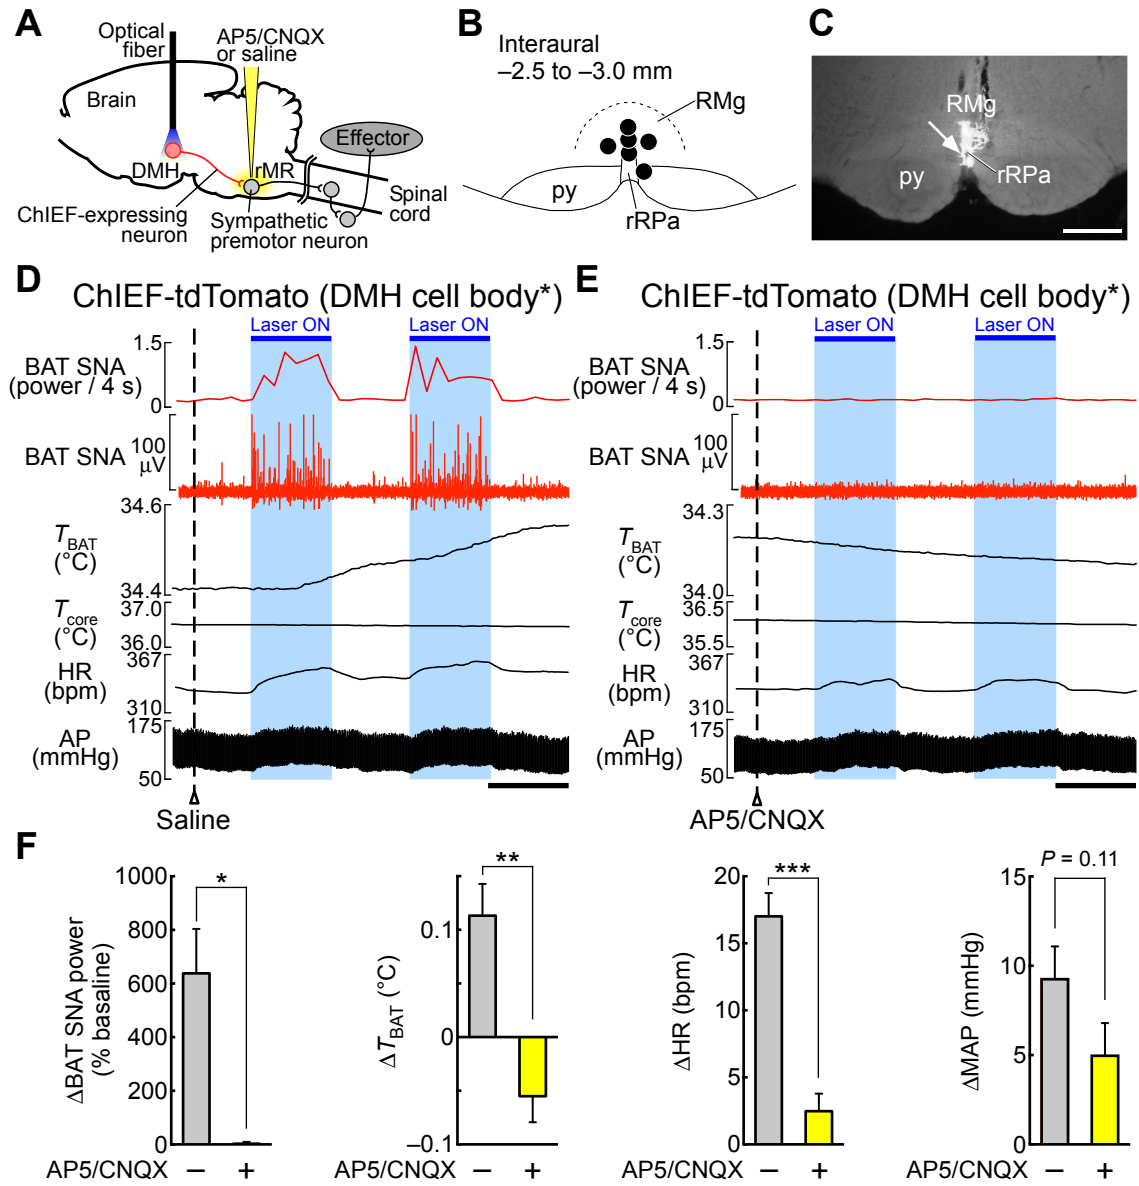 A
Optical
fiber
AP5/CNQX
or saline
Brain
Effector
DMH
rMR
ChIEF-expressing
neuron
Sympathetic
premotor neuron
Spinal
cord
B
Interaural
–2.5 to –3.0 mm
RMg
py
rRPa
C
RMg
py
rRPa
D
ChIEF-tdTomato (DMH cell body*)
Laser ON
Laser ON
BAT SNA
(power / 4 s)
1.5
0
BAT SNA
100
µV
TBAT
(°C)
34.6
34.4
Tcore
(°C)
37.0
36.0
HR
(bpm)
367
310
AP
(mmHg)
175
50
Saline
E
ChIEF-tdTomato (DMH cell body*)
Laser ON
Laser ON
BAT SNA
(power / 4 s)
1.5
0
BAT SNA
100
µV
TBAT
(°C)
34.3
34.0
Tcore
(°C)
36.5
35.5
HR
(bpm)
367
310
AP
(mmHg)
175
50
AP5/CNQX
F
ΔBAT SNA power
(% basaline)
1000
800
600
400
200
0
*
AP5/CNQX – +
ΔTBAT (°C)
0.1
0
–0.1
**
AP5/CNQX – +
ΔHR (bpm)
20
15
10
5
0
***
AP5/CNQX – +
ΔMAP (mmHg)
15
10
5
0
P = 0.11
AP5/CNQX – +